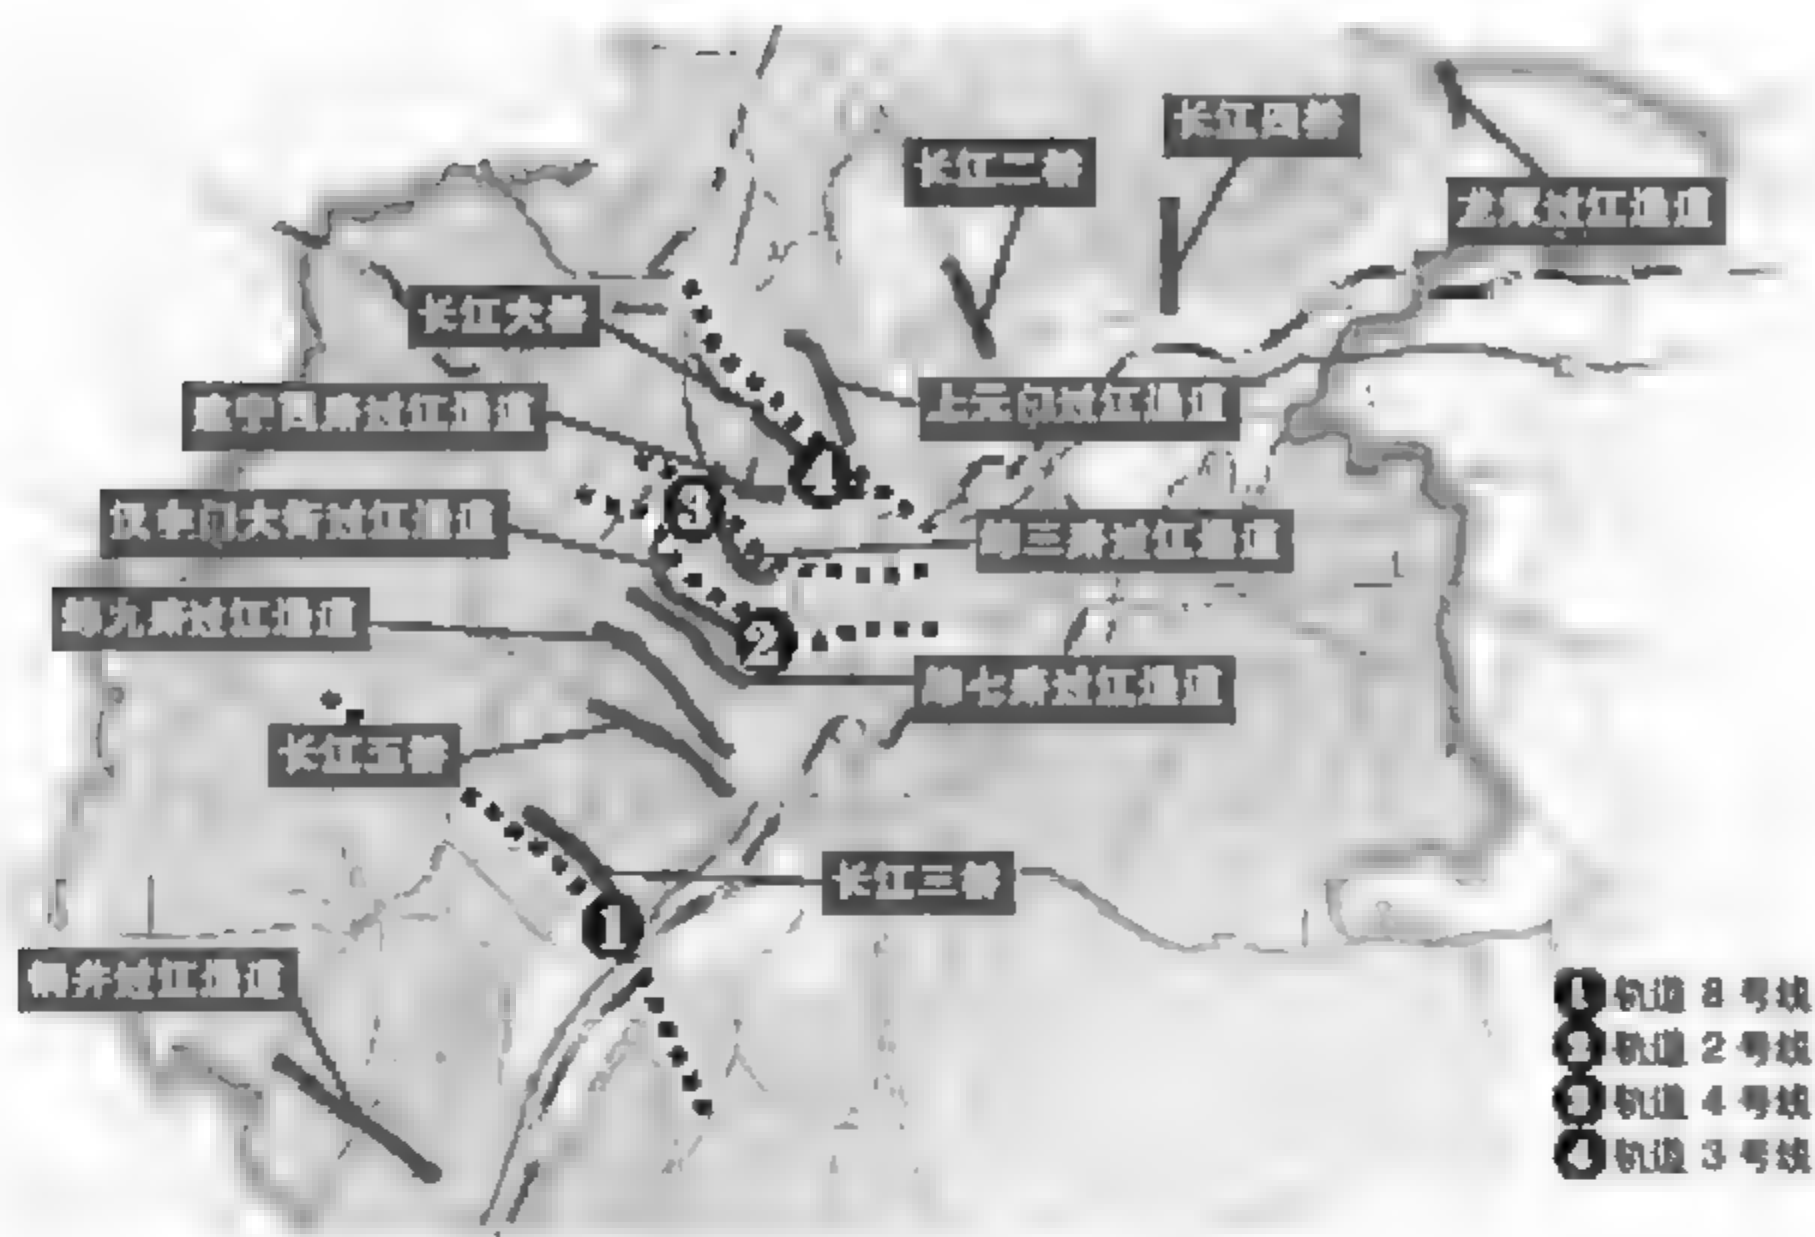 长江四桥
长江二桥
龙潭过江通道
长江大桥
上元门过江通道
建宁西路过江通道
汉中门大街过江通道
纬三路过江通道
纬九路过江通道
纬七路过江通道
长江五桥
长江三桥
铜井过江通道
1 轨道 8 号线
2 轨道 2 号线
3 轨道 4 号线
4 轨道 3 号线
4
3
2
1